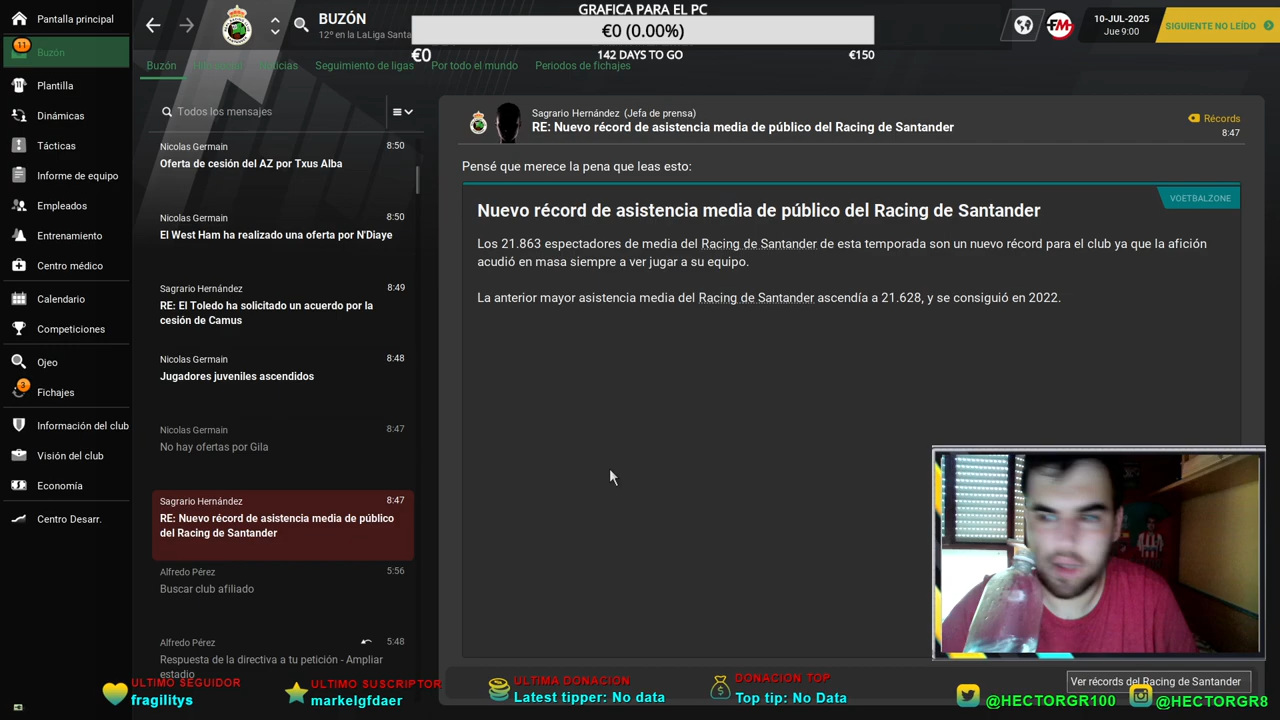 Pantalla principal
11
Buzón
Plantilla
Dinámicas
Tácticas
Informe de equipo
Empleados
Entrenamiento
Centro médico
Calendario
Competiciones
Ojeo
3
Fichajes
Información del club
Visión del club
Economía
Centro Desarr.
BUZÓN
12º en la LaLiga Santa
GRAFICA PARA EL PC
€0 (0.00%)
€0
142 DAYS TO GO
€150
FM
10-JUL-2025
Jue 9:00
SIGUIENTE NO LEÍDO
Buzón
Noticias
Seguimiento de ligas
Por todo el mundo
Periodos de fichajes
Todos los mensajes
Nicolas Germain 8:50
Oferta de cesión del AZ por Txus Alba
Nicolas Germain 8:50
El West Ham ha realizado una oferta por N'Diaye
Sagrario Hernández 8:49
RE: El Toledo ha solicitado un acuerdo por la
cesión de Camus
Nicolas Germain 8:48
Jugadores juveniles ascendidos
Nicolas Germain 8:47
No hay ofertas por Gila
Sagrario Hernández 8:47
RE: Nuevo récord de asistencia media de público
del Racing de Santander
Alfredo Pérez 5:56
Buscar club afiliado
Alfredo Pérez 5:48
Respuesta de la directiva a tu petición - Ampliar
estadio
Sagrario Hernández (Jefa de prensa)
RE: Nuevo récord de asistencia media de público del Racing de Santander
Récords
8:47
Pensé que merece la pena que leas esto:
VOETBALZONE
Nuevo récord de asistencia media de público del Racing de Santander
Los 21.863 espectadores de media del Racing de Santander de esta temporada son un nuevo récord para el club ya que la afición
acudió en masa siempre a ver jugar a su equipo.
La anterior mayor asistencia media del Racing de Santander ascendía a 21.628, y se consiguió en 2022.
Ver récords del Racing de Santander
ULTIMO SEGUIDOR
fragilitys
ULTIMO SUSCRIPTOR
markelgfdaer
ULTIMA DONACION
Latest tipper: No data
DONACION TOP
Top tip: No Data
@HECTORGR100
@HECTORGR8